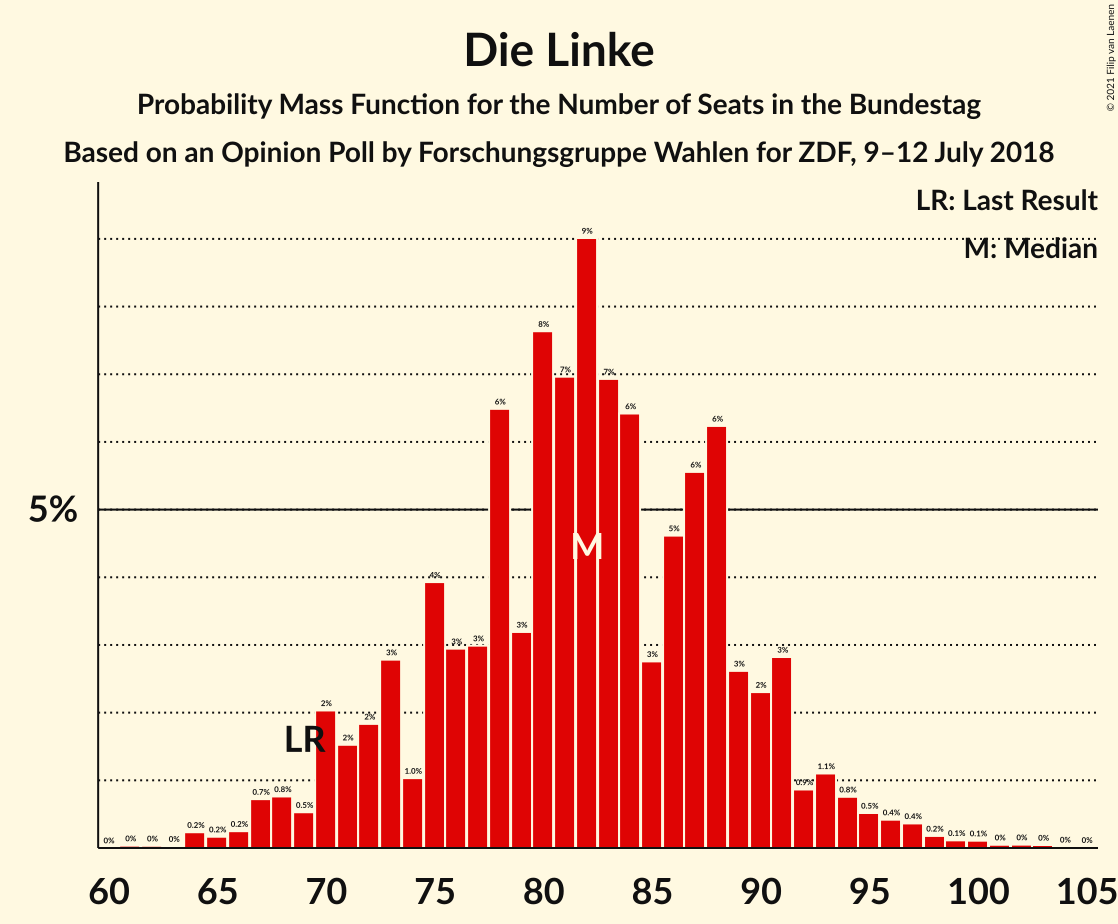 Die Linke
Probability Mass Function for the Number of Seats in the Bundestag
Based on an Opinion Poll by Forschungsgruppe Wahlen for ZDF, 9–12 July 2018
© 2021 Filip van Laenen
LR: Last Result
M: Median
5%
0% 0% 0% 0% 0.2% 0.2% 0.2% 0.7% 0.8% 0.5% 2% 2% 2% 3% 1.0% 4% 3% 3% 6% 3% 8% 7% 9% 7% 6% 3% 5% 6% 6% 3% 2% 3% 0.9% 1.1% 0.8% 0.5% 0.4% 0.4% 0.2% 0.1% 0.1% 0% 0% 0% 0% 0%
M
LR
60 65 70 75 80 85 90 95 100 105